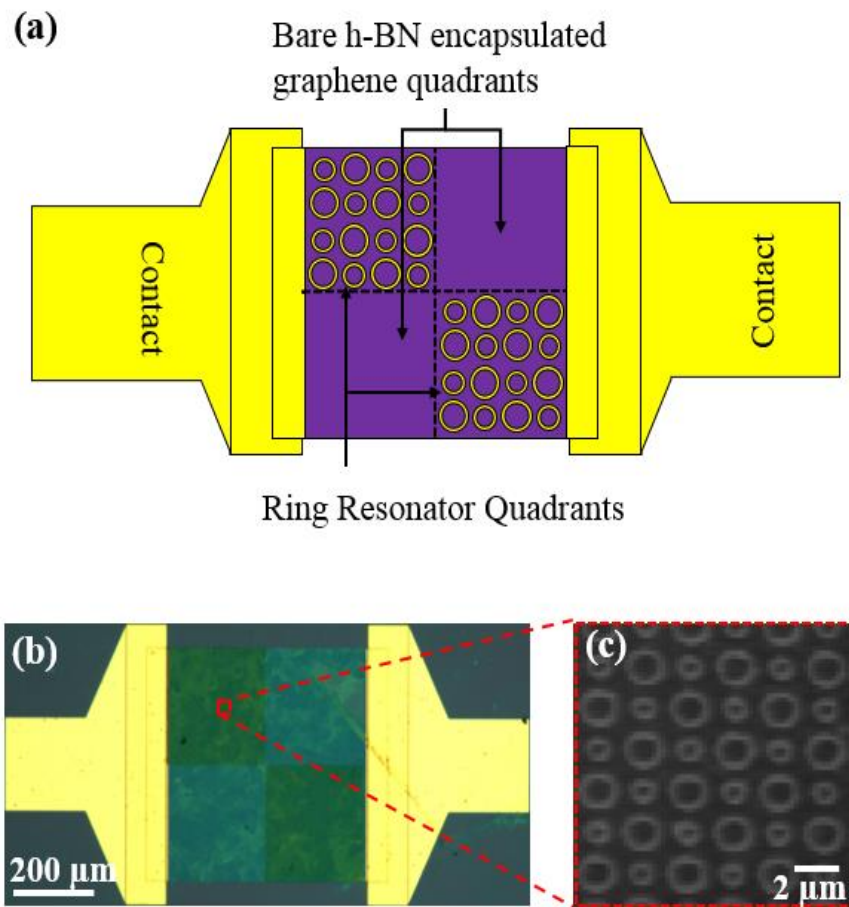 (a)
Bare h-BN encapsulated
graphene quadrants
Contact
Contact
Ring Resonator Quadrants
(b)
200 μm
(c)
2 μm